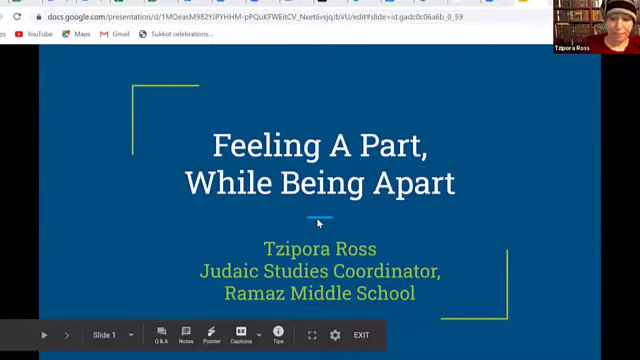 docs.google.com/presentation/d/1MOeasM982YJPYHHM-pPQuKFWEitCV_Nxet6vsjqJbVU/edit#slide=id.gadc0c06a6b_0_59
YouTube Maps Gmail Sukkot celebrati...
Tzipora Ross
Feeling A Part,
While Being Apart
Tzipora Ross
Judaic Studies Coordinator,
Ramaz Middle School
Slide 1 Q & A Notes Pointer Captions Tips EXIT